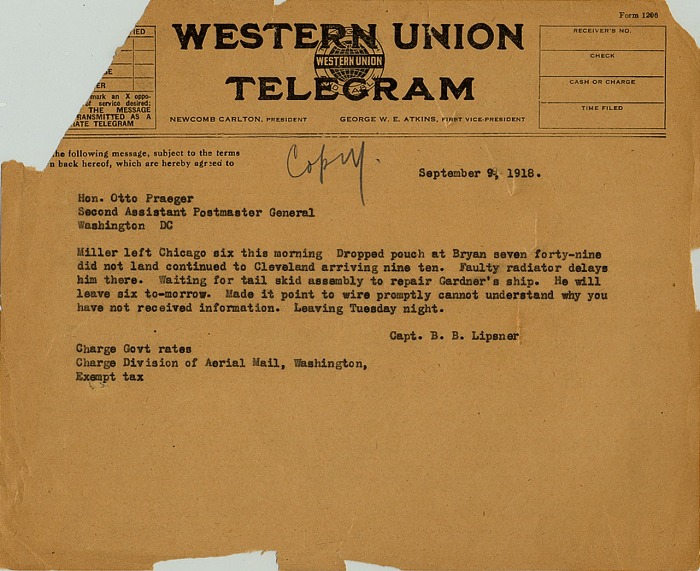 Form 1206
WESTERN UNION
WESTERN UNION
TELEGRAM
NEWCOMB CARLTON, PRESIDENT GEORGE W. E. ATKINS, FIRST VICE-PRESIDENT
RECEIVER'S NO.
CHECK
CASH OR CHARGE
TIME FILED
mark an X oppo-
of service desired;
THE MESSAGE
TRANSMITTED AS A
TELEGRAM
the following message, subject to the terms
back hereof, which are hereby agreed to
Copy.
September 9, 1918.
Hon. Otto Praeger
Second Assistant Postmaster General
Washington DC
Miller left Chicago six this morning Dropped pouch at Bryan seven forty-nine
did not land continued to Cleveland arriving nine ten. Faulty radiator delays
him there. Waiting for tail skid assembly to repair Gardner's ship. He will
leave six to-morrow. Made it point to wire promptly cannot understand why you
have not received information. Leaving Tuesday night.
Capt. B. B. Lipsner
Charge Govt rates
Charge Division of Aerial Mail, Washington,
Exempt tax